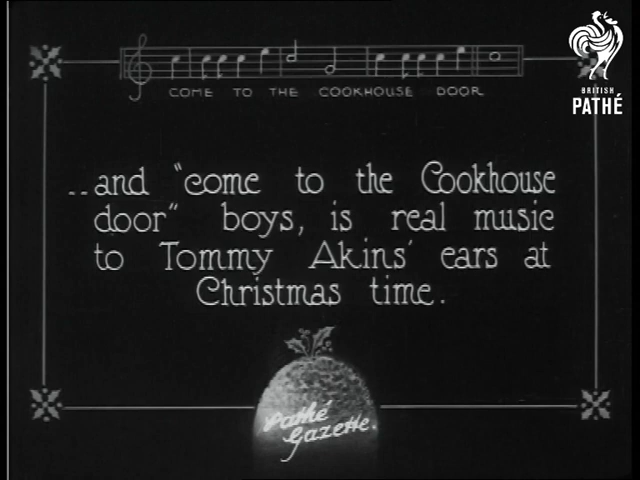 COME TO THE COOKHOUSE DOOR
BRITISH
PATHÉ
..and "come to the Cookhouse
door" boys, is real music
to Tommy Akins' ears at
Christmas time.
Pathé
Gazette.